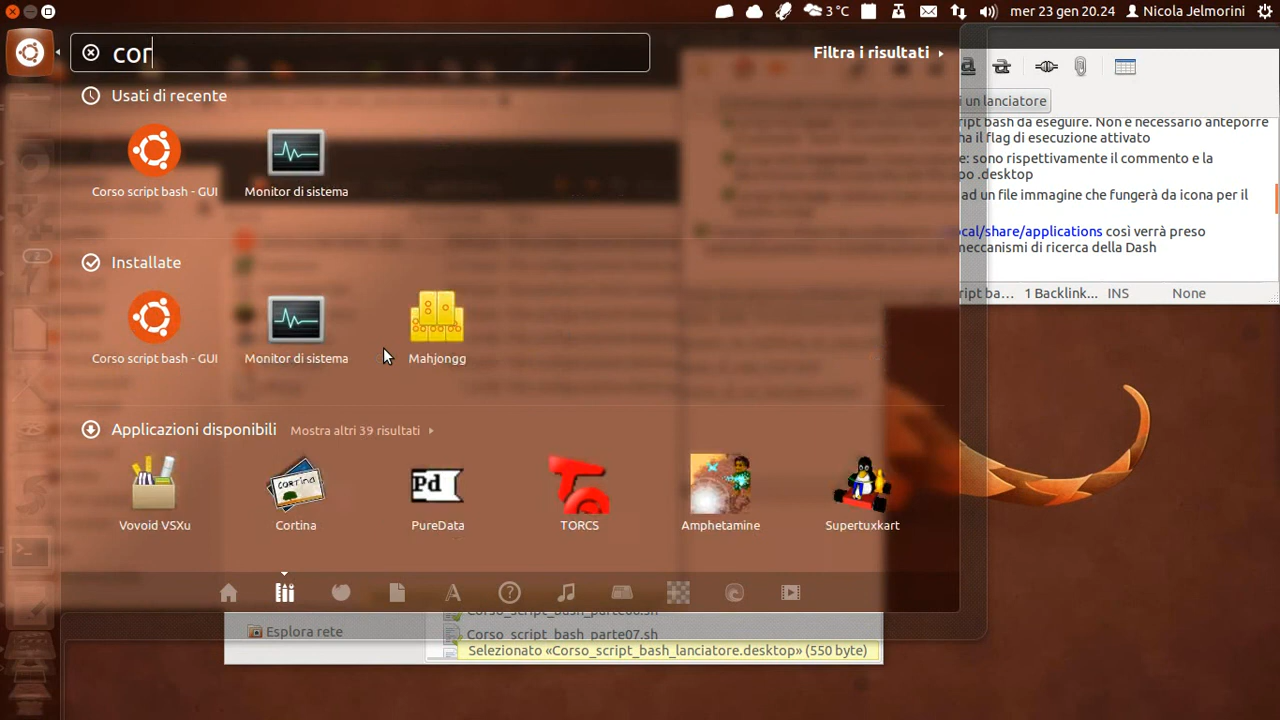 3 °C
mer 23 gen 20.24
Nicola Jelmorini
cor
Filtra i risultati
Usati di recente
Corso script bash - GUI
Monitor di sistema
Installate
Corso script bash - GUI
Monitor di sistema
Mahjongg
Applicazioni disponibili
Mostra altri 39 risultati
CORTINA
Pd
Vovoid VSXu
Cortina
PureData
TORCS
Amphetamine
Supertuxkart
i un lanciatore
ript bash da eseguire. Non è necessario anteporre
na il flag di esecuzione attivato
e: sono rispettivamente il commento e la
po .desktop
ad un file immagine che fungerà da icona per il
ocal/share/applications così verrà preso
meccanismi di ricerca della Dash
ript ba...
1 Backlink...
INS
None
2
Esplora rete
Corso_script_bash_parte06.sh
Corso_script_bash_parte07.sh
Selezionato «Corso_script_bash_lanciatore.desktop» (550 byte)